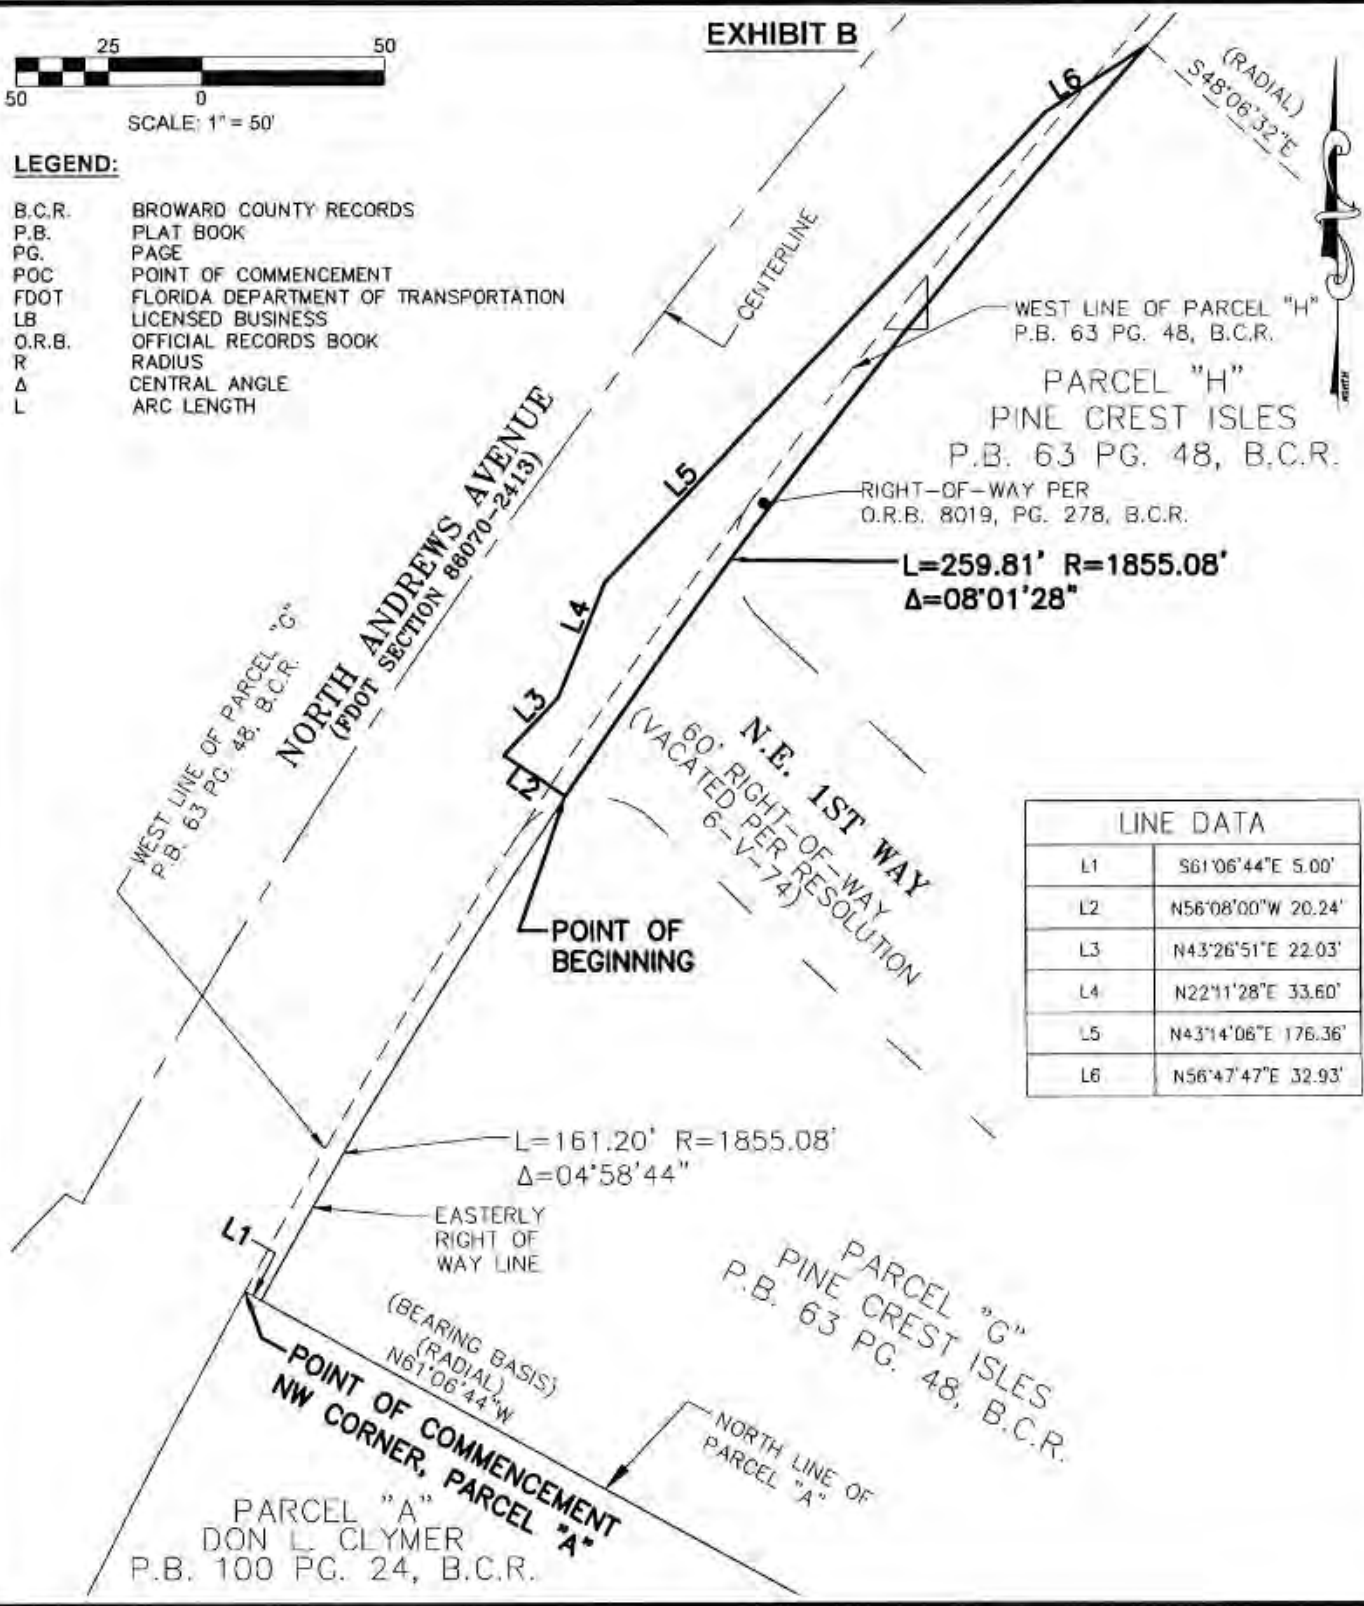 EXHIBIT B
25 50
50 0
SCALE: 1" = 50'
LEGEND:
B.C.R. BROWARD COUNTY RECORDS
P.B. PLAT BOOK
PG. PAGE
POC POINT OF COMMENCEMENT
FDOT FLORIDA DEPARTMENT OF TRANSPORTATION
LB LICENSED BUSINESS
O.R.B. OFFICIAL RECORDS BOOK
R RADIUS
Δ CENTRAL ANGLE
L ARC LENGTH
L6
(RADIAL)
S48°06'32"E
NORTH
CENTERLINE
WEST LINE OF PARCEL "H"
P.B. 63 PG. 48, B.C.R.
PARCEL "H"
PINE CREST ISLES
P.B. 63 PG. 48, B.C.R.
RIGHT-OF-WAY PER
O.R.B. 8019, PG. 278, B.C.R.
L=259.81' R=1855.08'
Δ=08°01'28"
NORTH ANDREWS AVENUE
(FDOT SECTION 86070-2413)
L5
L4
L3
L2
WEST LINE OF PARCEL "G"
P.B. 63 PG. 48, B.C.R.
N.E. 1ST WAY
60' RIGHT-OF-WAY
(VACATED PER RESOLUTION
6-V-74)
POINT OF
BEGINNING
LINE DATA
L1 S61°06'44"E 5.00'
L2 N56°08'00"W 20.24'
L3 N43°26'51"E 22.03'
L4 N22°11'28"E 33.60'
L5 N43°14'06"E 176.36'
L6 N56°47'47"E 32.93'
L=161.20' R=1855.08'
Δ=04°58'44"
EASTERLY
RIGHT OF
WAY LINE
L1
(BEARING BASIS)
(RADIAL)
N61°06'44"W
POINT OF COMMENCEMENT
NW CORNER, PARCEL "A"
PARCEL "G"
PINE CREST ISLES
P.B. 63 PG. 48, B.C.R.
NORTH LINE OF
PARCEL "A"
PARCEL "A"
DON L. CLYMER
P.B. 100 PG. 24, B.C.R.